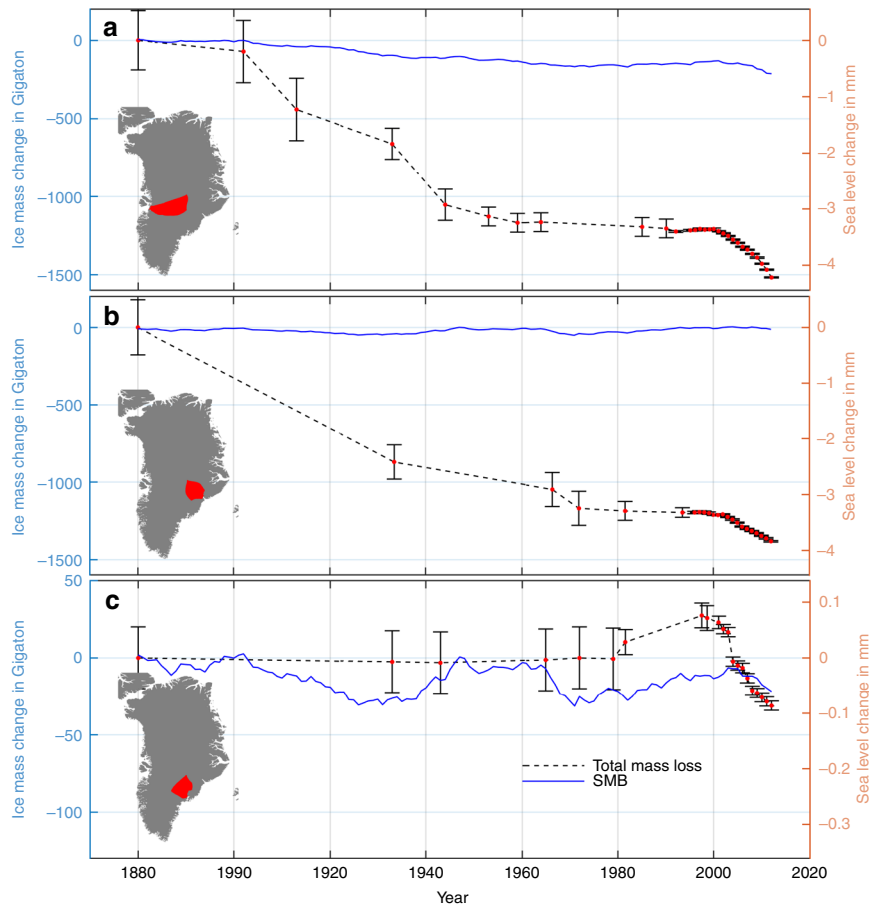 a
0
−500
−1000
−1500
Ice mass change in Gigaton
0
−1
−2
−3
−4
Sea level change in mm
b
0
−500
−1000
−1500
Ice mass change in Gigaton
0
−1
−2
−3
−4
Sea level change in mm
c
50
0
−50
−100
Ice mass change in Gigaton
0.1
0
−0.1
−0.2
−0.3
Sea level change in mm
Total mass loss
SMB
1880 1990 1920 1940 1960 1980 2000 2020
Year